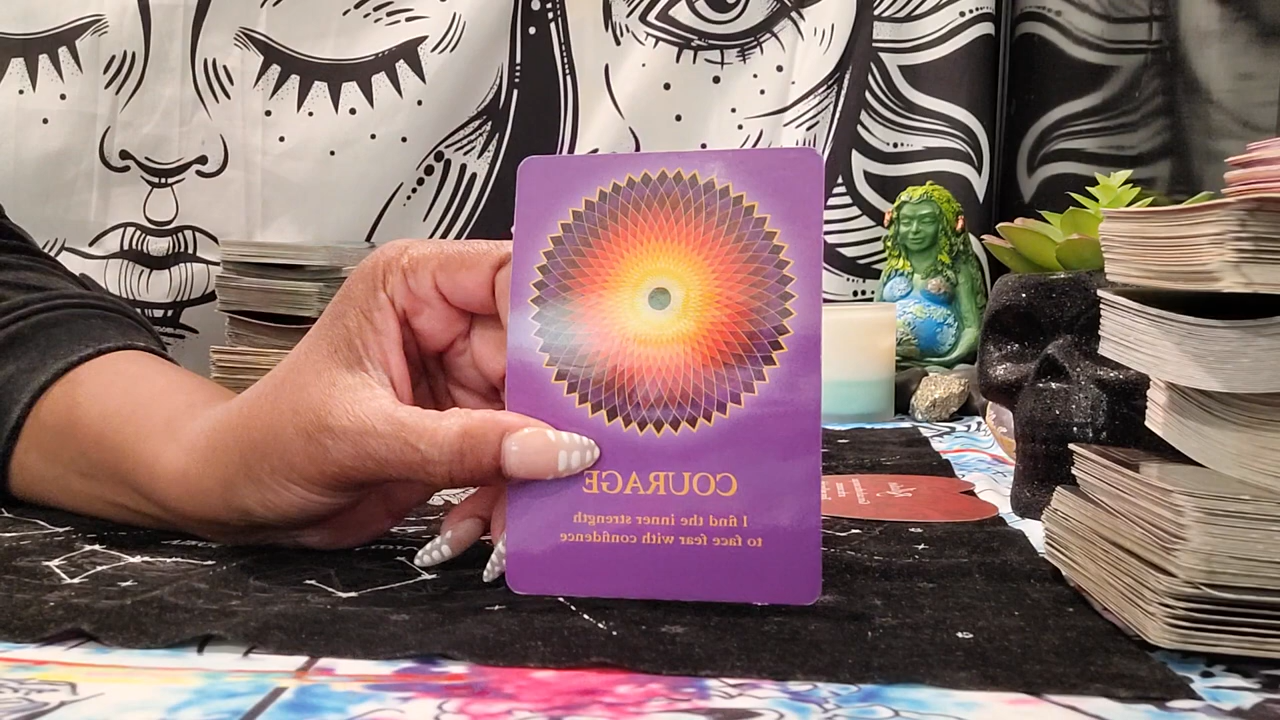 COURAGE
I find the inner strength
to face fear with confidence